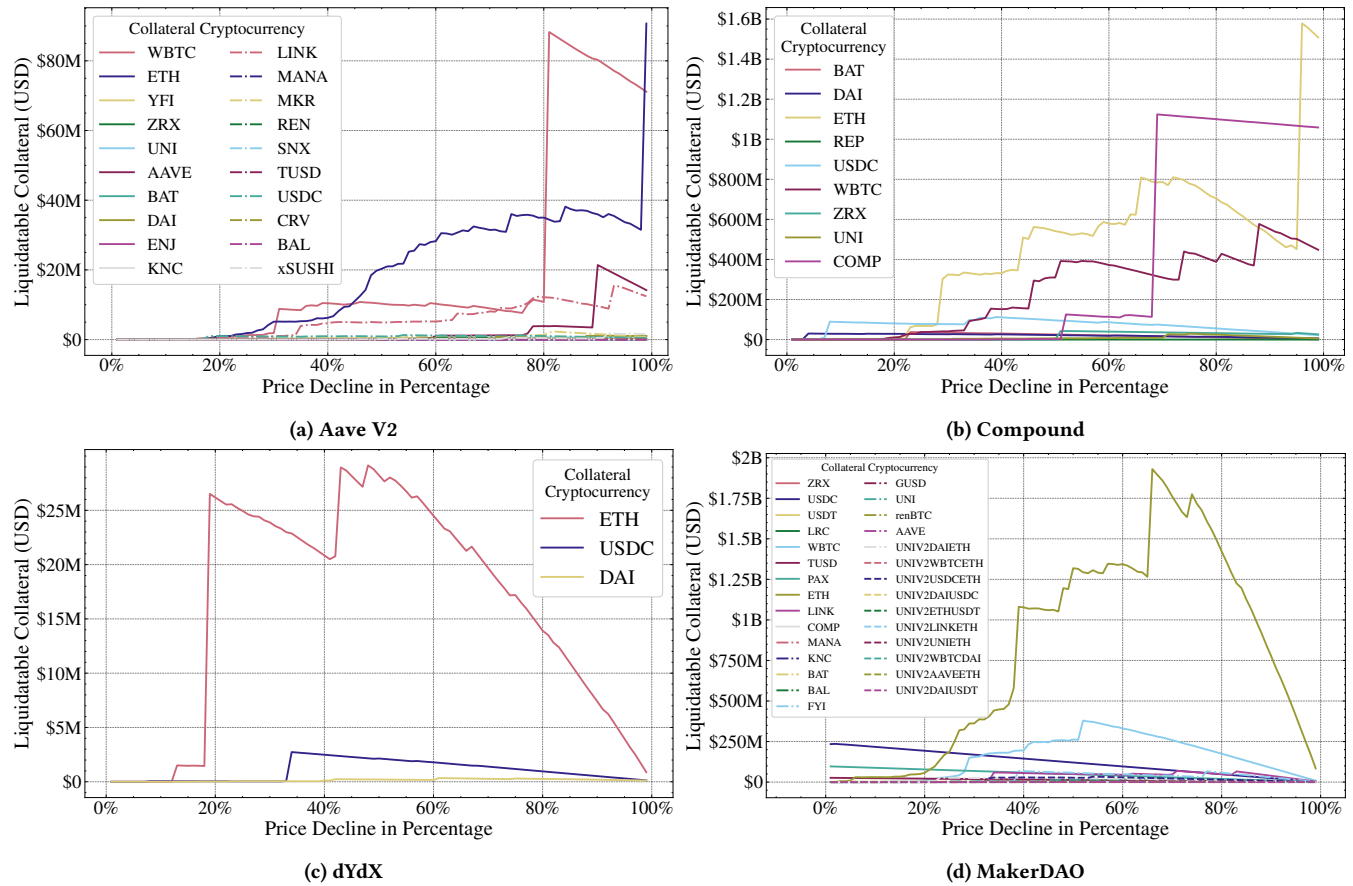 Liquidatable Collateral (USD)
$80M
$60M
$40M
$20M
$0
Collateral Cryptocurrency
WBTC
ETH
YFI
ZRX
UNI
AAVE
BAT
DAI
ENJ
KNC
LINK
MANA
MKR
REN
SNX
TUSD
USDC
CRV
BAL
xSUSHI
0% 20% 40% 60% 80% 100%
Price Decline in Percentage
(a) Aave V2
Liquidatable Collateral (USD)
$1.6B
$1.4B
$1.2B
$1B
$800M
$600M
$400M
$200M
$0
Collateral
Cryptocurrency
BAT
DAI
ETH
REP
USDC
WBTC
ZRX
UNI
COMP
0% 20% 40% 60% 80% 100%
Price Decline in Percentage
(b) Compound
Liquidatable Collateral (USD)
$25M
$20M
$15M
$10M
$5M
$0
Collateral
Cryptocurrency
ETH
USDC
DAI
0% 20% 40% 60% 80% 100%
Price Decline in Percentage
(c) dYdX
Liquidatable Collateral (USD)
$2B
$1.75B
$1.5B
$1.25B
$1B
$750M
$500M
$250M
$0
Collateral Cryptocurrency
ZRX
USDC
USDT
LRC
WBTC
TUSD
PAX
ETH
LINK
COMP
MANA
KNC
BAT
BAL
FYI
GUSD
UNI
renBTC
AAVE
UNIV2DAIETH
UNIV2WBTCETH
UNIV2USDCETH
UNIV2DAIUSDC
UNIV2ETHUSDT
UNIV2LINKETH
UNIV2UNIETH
UNIV2WBTCDAI
UNIV2AAVEETH
UNIV2DAIUSDT
0% 20% 40% 60% 80% 100%
Price Decline in Percentage
(d) MakerDAO